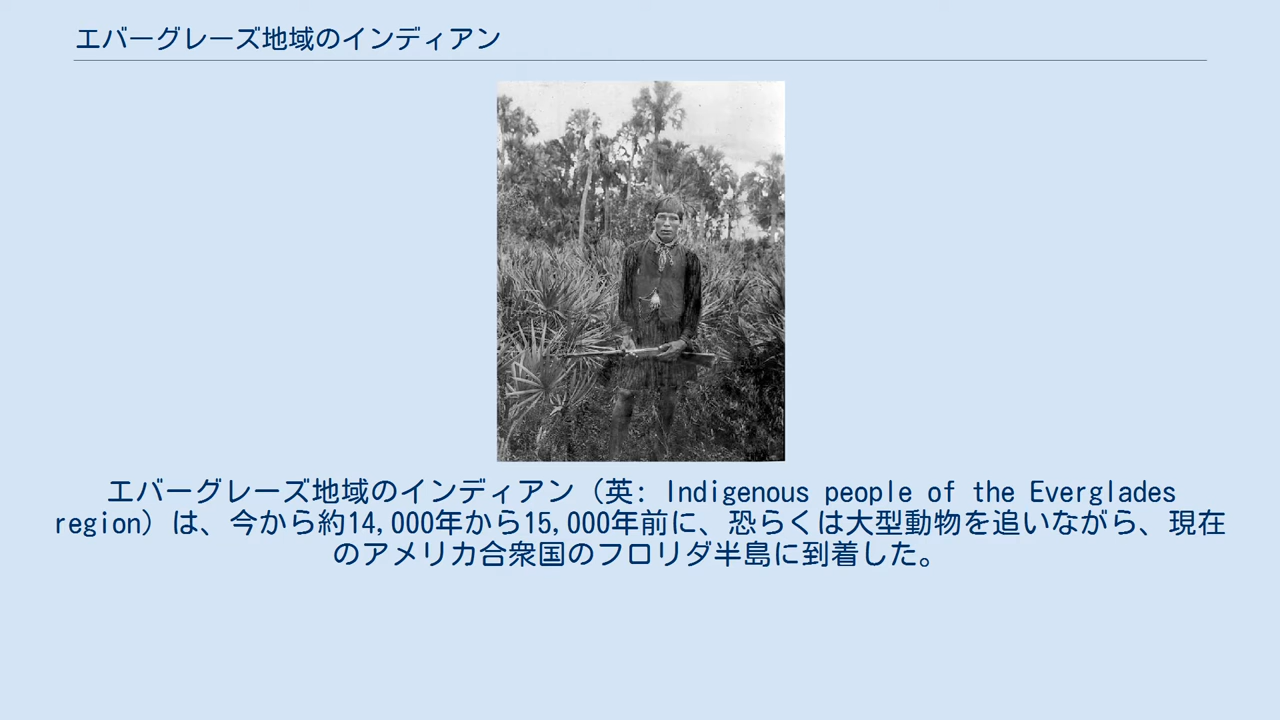 エバーグレーズ地域のインディアン
エバーグレーズ地域のインディアン（英: Indigenous people of the Everglades
region）は、今から約14,000年から15,000年前に、恐らくは大型動物を追いながら、現在
のアメリカ合衆国のフロリダ半島に到着した。